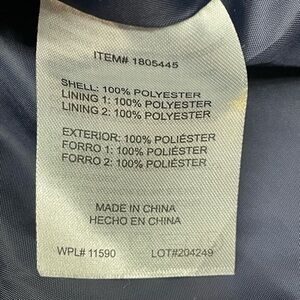 ITEM# 1805445
SHELL: 100% POLYESTER
LINING 1: 100% POLYESTER
LINING 2: 100% POLYESTER
EXTERIOR: 100% POLIÉSTER
FORRO 1: 100% POLIÉSTER
FORRO 2: 100% POLIÉSTER
MADE IN CHINA
HECHO EN CHINA
WPL# 11590 LOT#204249